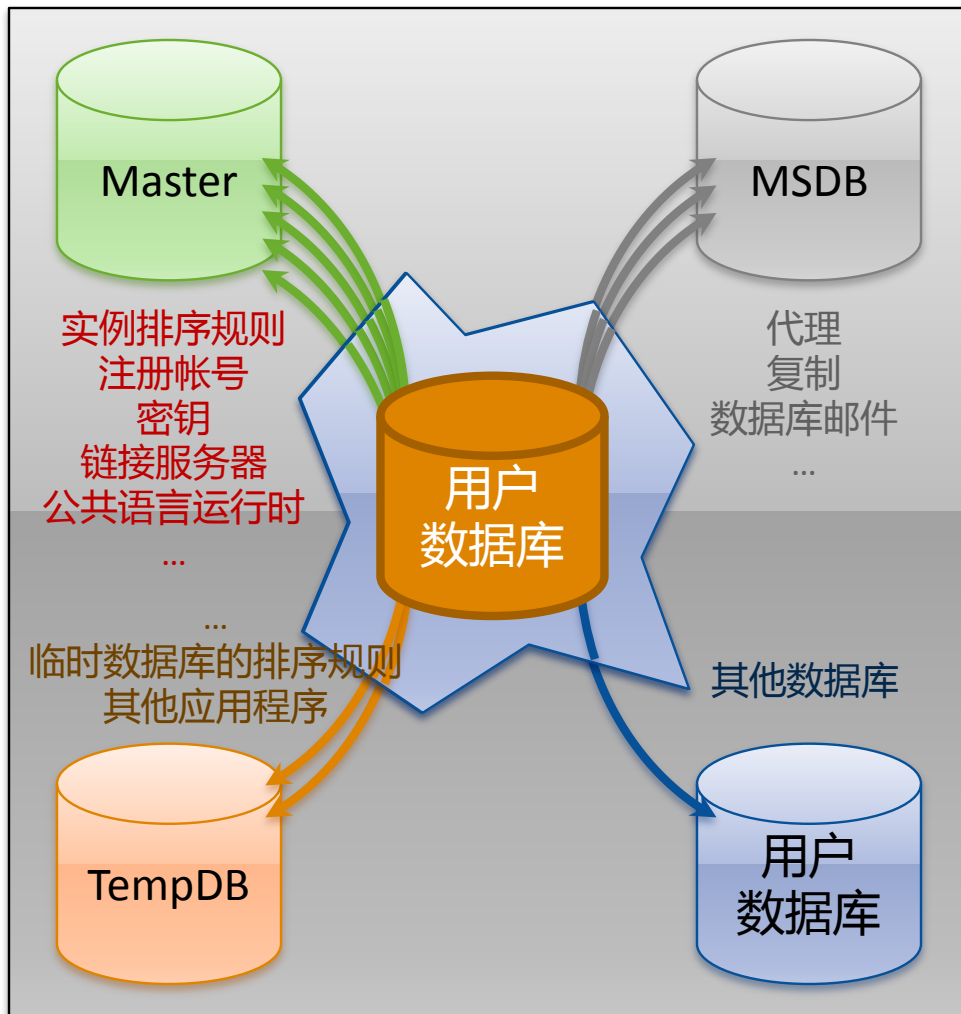 Master
MSDB
实例排序规则
注册帐号
密钥
链接服务器
公共语言运行时
...
代理
复制
数据库邮件
...
用户
数据库
...
临时数据库的排序规则
其他应用程序
其他数据库
TempDB
用户
数据库